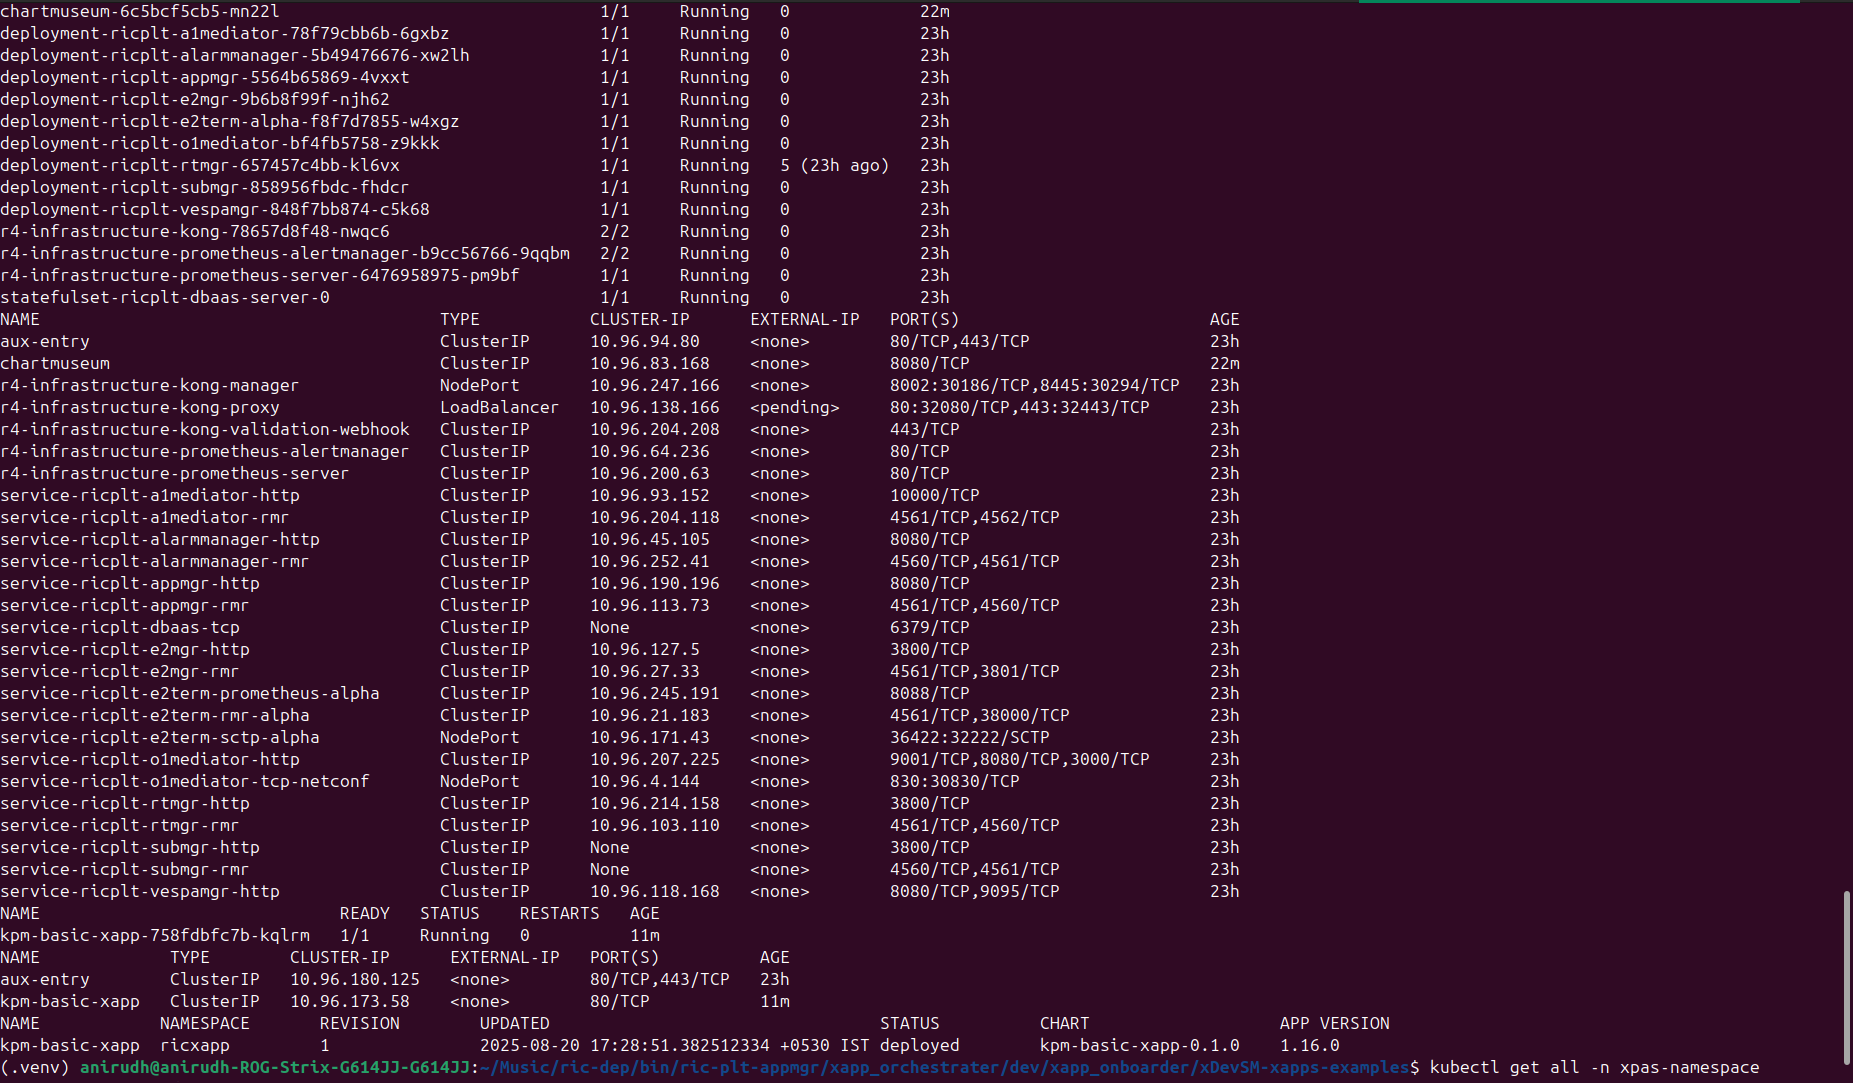 chartmuseum-6c5bcf5cb5-mn22l 1/1 Running 0 22m
deployment-ricplt-a1mediator-78f79cbb6b-6gxbz 1/1 Running 0 23h
deployment-ricplt-alarmmanager-5b49476676-xw2lh 1/1 Running 0 23h
deployment-ricplt-appmgr-5564b65869-4vxxt 1/1 Running 0 23h
deployment-ricplt-e2mgr-9b6b8f99f-njh62 1/1 Running 0 23h
deployment-ricplt-e2term-alpha-f8f7d7855-w4xgz 1/1 Running 0 23h
deployment-ricplt-o1mediator-bf4fb5758-z9kkk 1/1 Running 0 23h
deployment-ricplt-rtmgr-657457c4bb-kl6vx 1/1 Running 5 (23h ago) 23h
deployment-ricplt-submgr-858956fbdc-fhdcr 1/1 Running 0 23h
deployment-ricplt-vespamgr-848f7bb874-c5k68 1/1 Running 0 23h
r4-infrastructure-kong-78657d8f48-nwqc6 2/2 Running 0 23h
r4-infrastructure-prometheus-alertmanager-b9cc56766-9qqbm 2/2 Running 0 23h
r4-infrastructure-prometheus-server-6476958975-pm9bf 1/1 Running 0 23h
statefulset-ricplt-dbaas-server-0 1/1 Running 0 23h
NAME TYPE CLUSTER-IP EXTERNAL-IP PORT(S) AGE
aux-entry ClusterIP 10.96.94.80 <none> 80/TCP,443/TCP 23h
chartmuseum ClusterIP 10.96.83.168 <none> 8080/TCP 22m
r4-infrastructure-kong-manager NodePort 10.96.247.166 <none> 8002:30186/TCP,8445:30294/TCP 23h
r4-infrastructure-kong-proxy LoadBalancer 10.96.138.166 <pending> 80:32080/TCP,443:32443/TCP 23h
r4-infrastructure-kong-validation-webhook ClusterIP 10.96.204.208 <none> 443/TCP 23h
r4-infrastructure-prometheus-alertmanager ClusterIP 10.96.64.236 <none> 80/TCP 23h
r4-infrastructure-prometheus-server ClusterIP 10.96.200.63 <none> 80/TCP 23h
service-ricplt-a1mediator-http ClusterIP 10.96.93.152 <none> 10000/TCP 23h
service-ricplt-a1mediator-rmr ClusterIP 10.96.204.118 <none> 4561/TCP,4562/TCP 23h
service-ricplt-alarmmanager-http ClusterIP 10.96.45.105 <none> 8080/TCP 23h
service-ricplt-alarmmanager-rmr ClusterIP 10.96.252.41 <none> 4560/TCP,4561/TCP 23h
service-ricplt-appmgr-http ClusterIP 10.96.190.196 <none> 8080/TCP 23h
service-ricplt-appmgr-rmr ClusterIP 10.96.113.73 <none> 4561/TCP,4560/TCP 23h
service-ricplt-dbaas-tcp ClusterIP None <none> 6379/TCP 23h
service-ricplt-e2mgr-http ClusterIP 10.96.127.5 <none> 3800/TCP 23h
service-ricplt-e2mgr-rmr ClusterIP 10.96.27.33 <none> 4561/TCP,3801/TCP 23h
service-ricplt-e2term-prometheus-alpha ClusterIP 10.96.245.191 <none> 8088/TCP 23h
service-ricplt-e2term-rmr-alpha ClusterIP 10.96.21.183 <none> 4561/TCP,38000/TCP 23h
service-ricplt-e2term-sctp-alpha NodePort 10.96.171.43 <none> 36422:32222/SCTP 23h
service-ricplt-o1mediator-http ClusterIP 10.96.207.225 <none> 9001/TCP,8080/TCP,3000/TCP 23h
service-ricplt-o1mediator-tcp-netconf NodePort 10.96.4.144 <none> 830:30830/TCP 23h
service-ricplt-rtmgr-http ClusterIP 10.96.214.158 <none> 3800/TCP 23h
service-ricplt-rtmgr-rmr ClusterIP 10.96.103.110 <none> 4561/TCP,4560/TCP 23h
service-ricplt-submgr-http ClusterIP None <none> 3800/TCP 23h
service-ricplt-submgr-rmr ClusterIP None <none> 4560/TCP,4561/TCP 23h
service-ricplt-vespamgr-http ClusterIP 10.96.118.168 <none> 8080/TCP,9095/TCP 23h
NAME READY STATUS RESTARTS AGE
kpm-basic-xapp-758fdbfc7b-kqlrm 1/1 Running 0 11m
NAME TYPE CLUSTER-IP EXTERNAL-IP PORT(S) AGE
aux-entry ClusterIP 10.96.180.125 <none> 80/TCP,443/TCP 23h
kpm-basic-xapp ClusterIP 10.96.173.58 <none> 80/TCP 11m
NAME NAMESPACE REVISION UPDATED STATUS CHART APP VERSION
kpm-basic-xapp ricxapp 1 2025-08-20 17:28:51.382512334 +0530 IST deployed kpm-basic-xapp-0.1.0 1.16.0
(.venv) anirudh@anirudh-ROG-Strix-G614JJ-G614JJ:~/Music/ric-dep/bin/ric-plt-appmgr/xapp_orchestrater/dev/xapp_onboarder/xDevSM-xapps-examples$ kubectl get all -n xpas-namespace